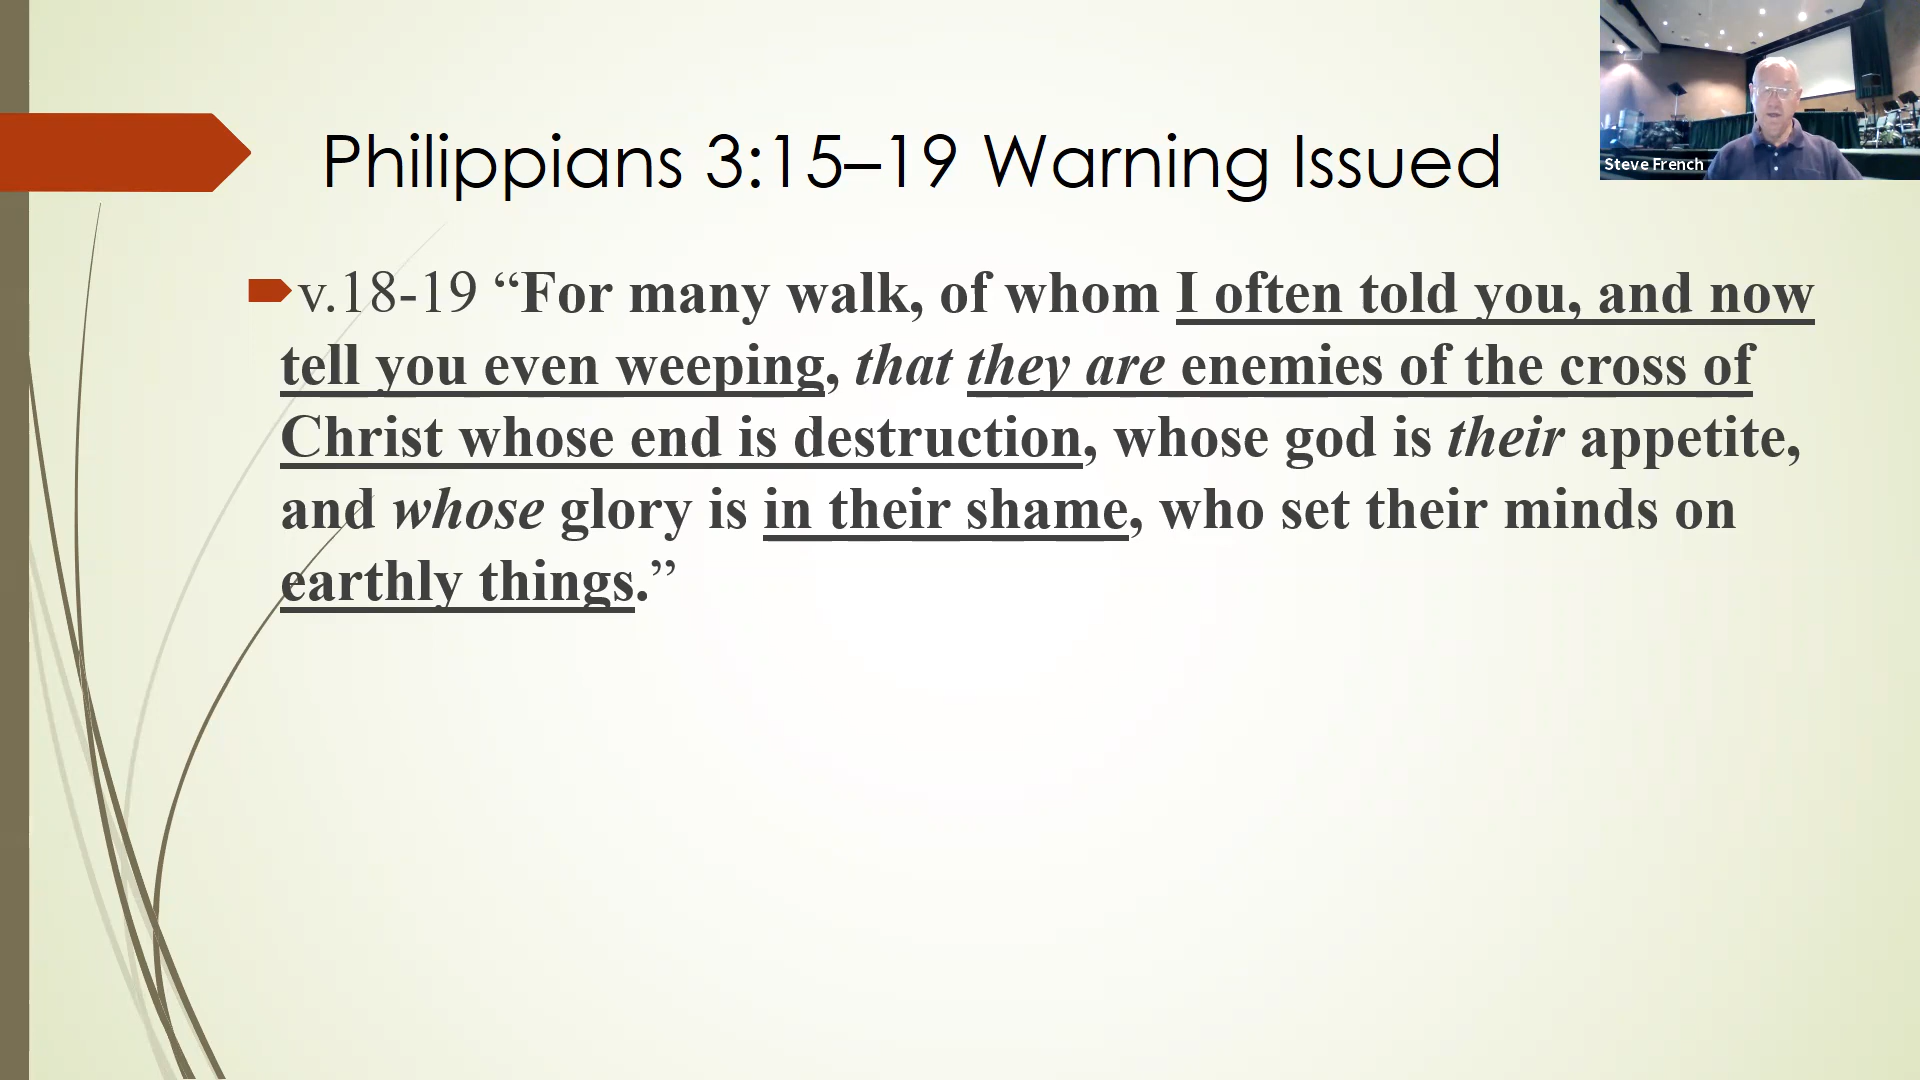 Philippians 3:15–19 Warning Issued
Steve French
v.18-19 “For many walk, of whom I often told you, and now
tell you even weeping, that they are enemies of the cross of
Christ whose end is destruction, whose god is their appetite,
and whose glory is in their shame, who set their minds on
earthly things.”